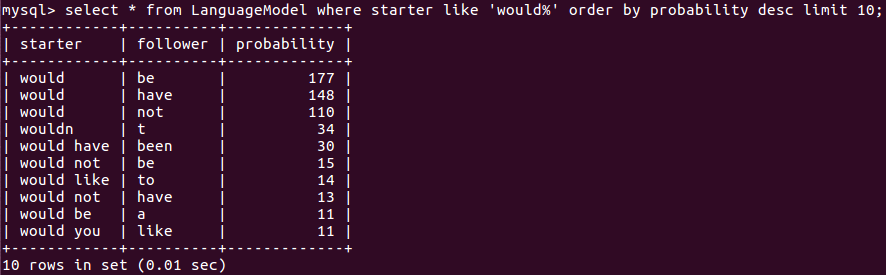 mysql> select * from LanguageModel where starter like 'would%' order by probability desc limit 10;
+------------+----------+-------------+
| starter    | follower | probability |
+------------+----------+-------------+
| would      | be       |         177 |
| would      | have     |         148 |
| would      | not      |         110 |
| wouldn     | t        |          34 |
| would have | been     |          30 |
| would not  | be       |          15 |
| would like | to       |          14 |
| would not  | have     |          13 |
| would be   | a        |          11 |
| would you  | like     |          11 |
+------------+----------+-------------+
10 rows in set (0.01 sec)